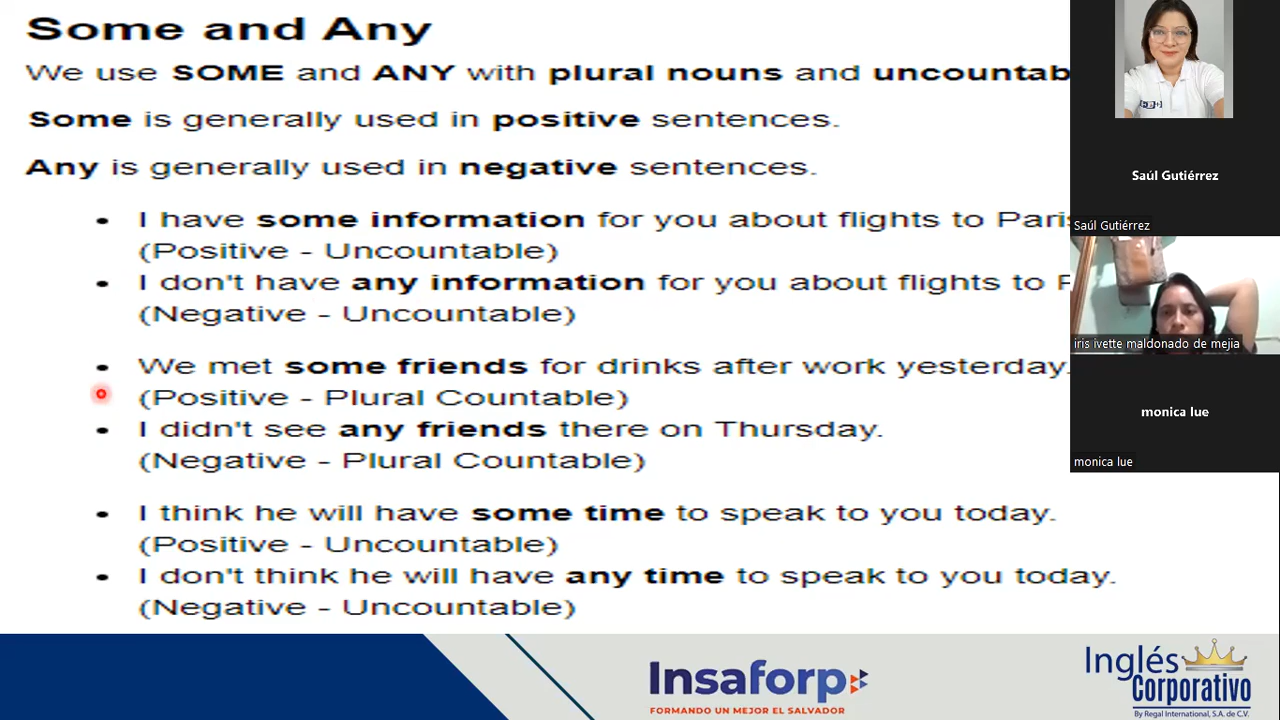 Some and Any
We use SOME and ANY with plural nouns and uncountab
Some is generally used in positive sentences.
Any is generally used in negative sentences.
I have some information for you about flights to Paris
(Positive - Uncountable)
I don't have any information for you about flights to
(Negative - Uncountable)
We met some friends for drinks after work yesterday.
(Positive - Plural Countable)
I didn't see any friends there on Thursday.
(Negative - Plural Countable)
I think he will have some time to speak to you today.
(Positive - Uncountable)
I don't think he will have any time to speak to you today.
(Negative - Uncountable)
Saúl Gutiérrez
Saúl Gutiérrez
iris ivette maldonado de mejia
monica lue
monica lue
Insaforp
FORMANDO UN MEJOR EL SALVADOR
Inglés
Corporativo
By Regal International, S.A. de C.V.